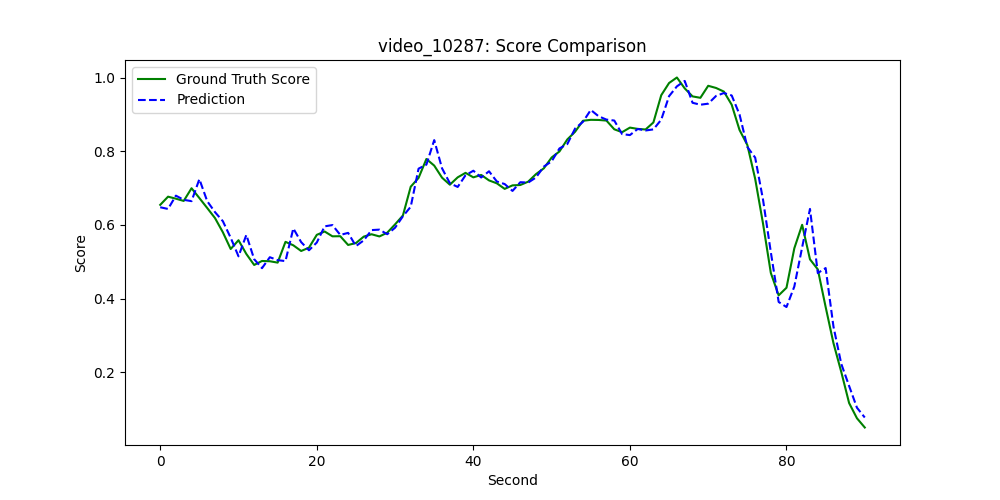 video_10287: Score Comparison
Ground Truth Score
Prediction
1.0
0.8
0.6
0.4
0.2
Score
0 20 40 60 80
Second